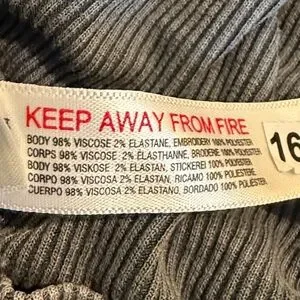 KEEP AWAY FROM FIRE
BODY 98% VISCOSE 2% ELASTANE, EMBROIDERY 100% POLYESTER.
CORPS 98% VISCOSE 2% ÉLASTHANNE, BRODERIE 100% POLYESTER.
BODY 98% VISKOSE 2% ELASTAN, STICKEREI 100% POLYESTER.
CORPO 98% VISCOSA 2% ELASTAN, RICAMO 100% POLIESTERE.
CUERPO 98% VISCOSA 2% ELASTANO, BORDADO 100% POLIÉSTER.
16